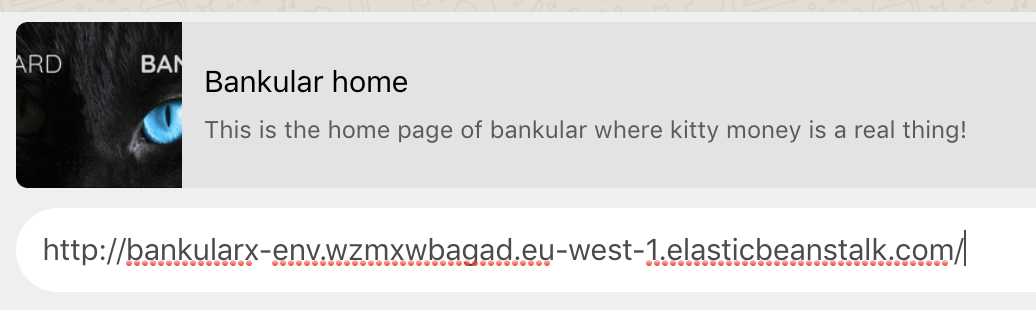 ARD BAN
Bankular home
This is the home page of bankular where kitty money is a real thing!
http://bankularx-env.wzmxwbagad.eu-west-1.elasticbeanstalk.com/